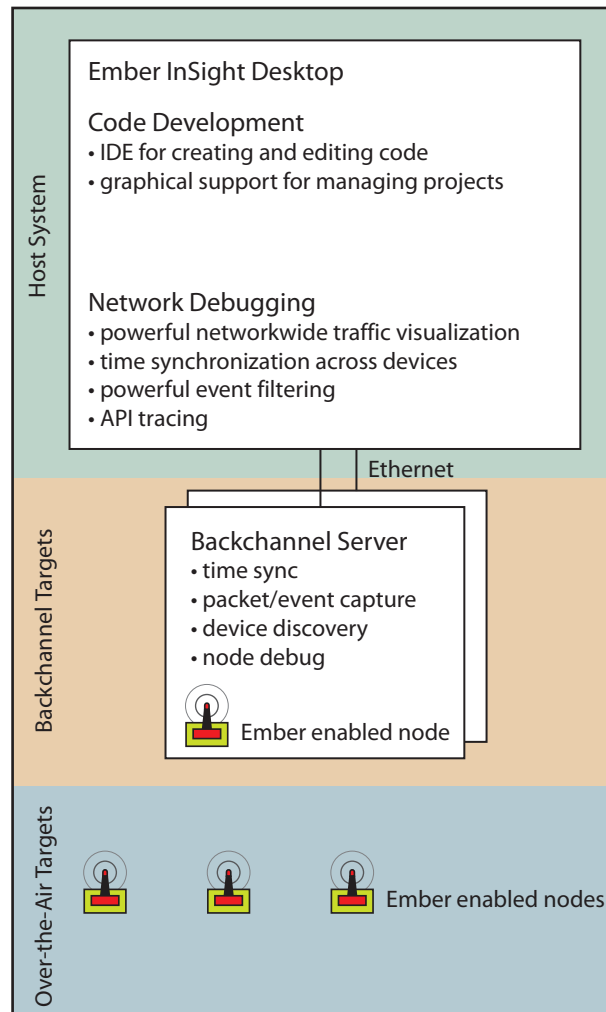 Host System
Ember InSight Desktop
Code Development
• IDE for creating and editing code
• graphical support for managing projects
Network Debugging
• powerful networkwide traffic visualization
• time synchronization across devices
• powerful event filtering
• API tracing
Ethernet
Backchannel Targets
Backchannel Server
• time sync
• packet/event capture
• device discovery
• node debug
Ember enabled node
Over-the-Air Targets
Ember enabled nodes